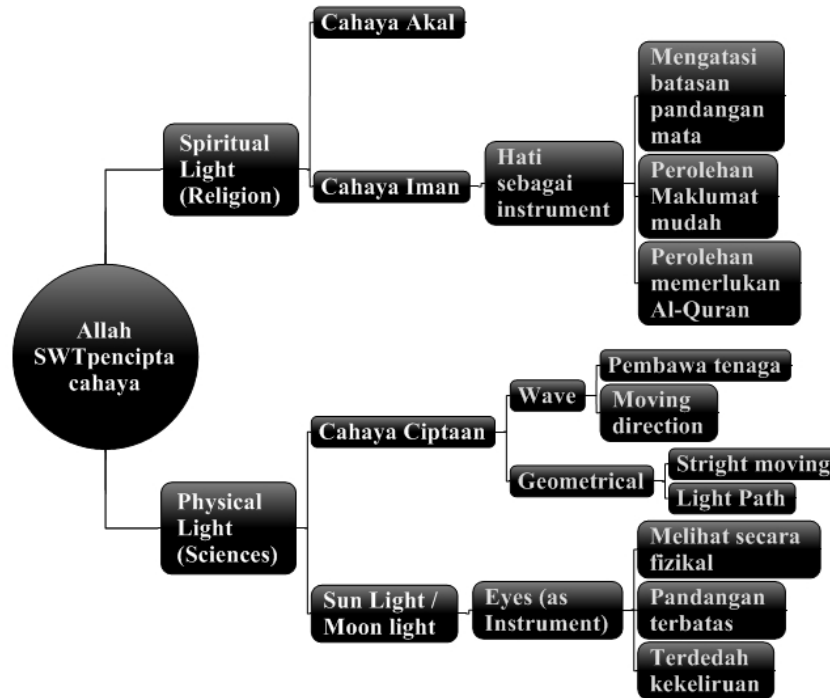 Allah
SWTpencipta
cahaya
Spiritual
Light
(Religion)
Cahaya Akal
Cahaya Iman
Hati
sebagai
instrument
Mengatasi
batasan
pandangan
mata
Perolehan
Maklumat
mudah
Perolehan
memerlukan
Al-Quran
Physical
Light
(Sciences)
Cahaya Ciptaan
Wave
Pembawa tenaga
Moving
direction
Geometrical
Stright moving
Light Path
Sun Light /
Moon light
Eyes (as
Instrument)
Melihat secara
fizikal
Pandangan
terbatas
Terdedah
kekeliruan